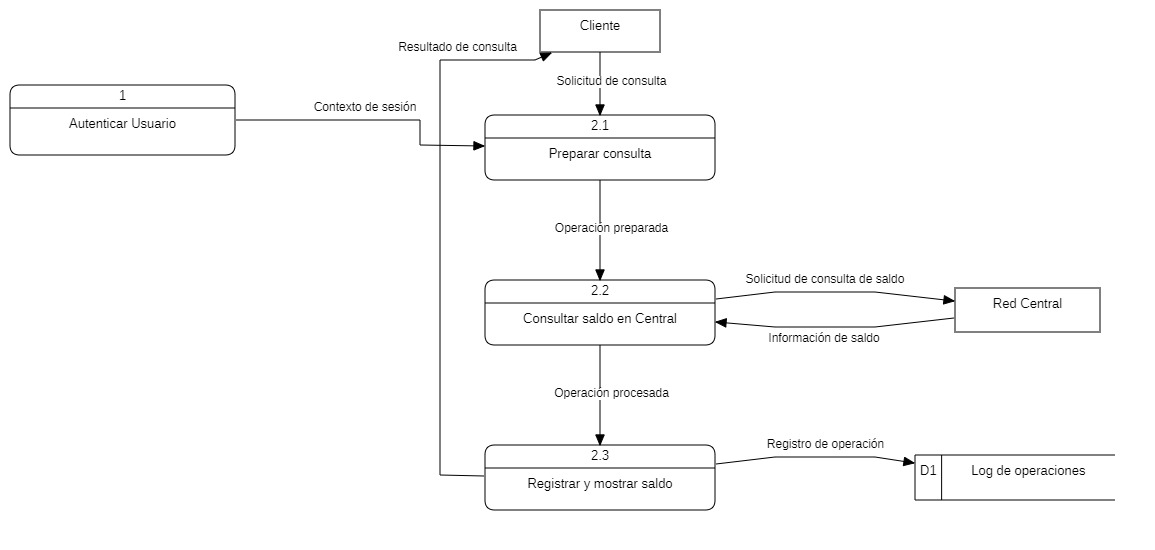 Cliente
Resultado de consulta
Solicitud de consulta
1
Autenticar Usuario
Contexto de sesión
2.1
Preparar consulta
Operación preparada
2.2
Consultar saldo en Central
Solicitud de consulta de saldo
Red Central
Información de saldo
Operación procesada
2.3
Registrar y mostrar saldo
Registro de operación
D1
Log de operaciones